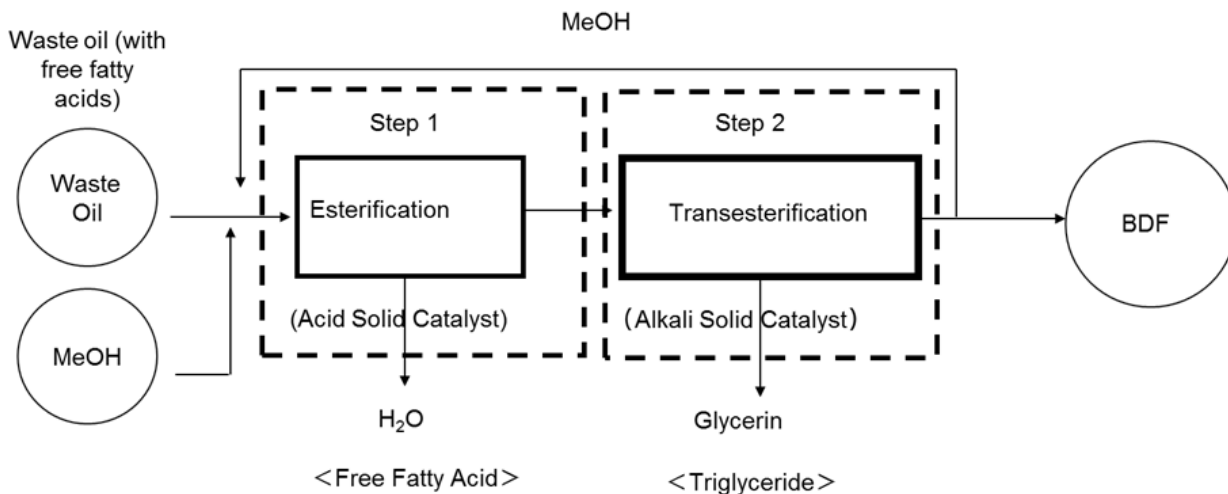 MeOH
Waste oil (with
free fatty
acids)
Step 1
Step 2
Waste
Oil
Esterification
Transesterification
BDF
(Acid Solid Catalyst)
（Alkali Solid Catalyst）
MeOH
H₂O
Glycerin
＜Free Fatty Acid＞
＜Triglyceride＞